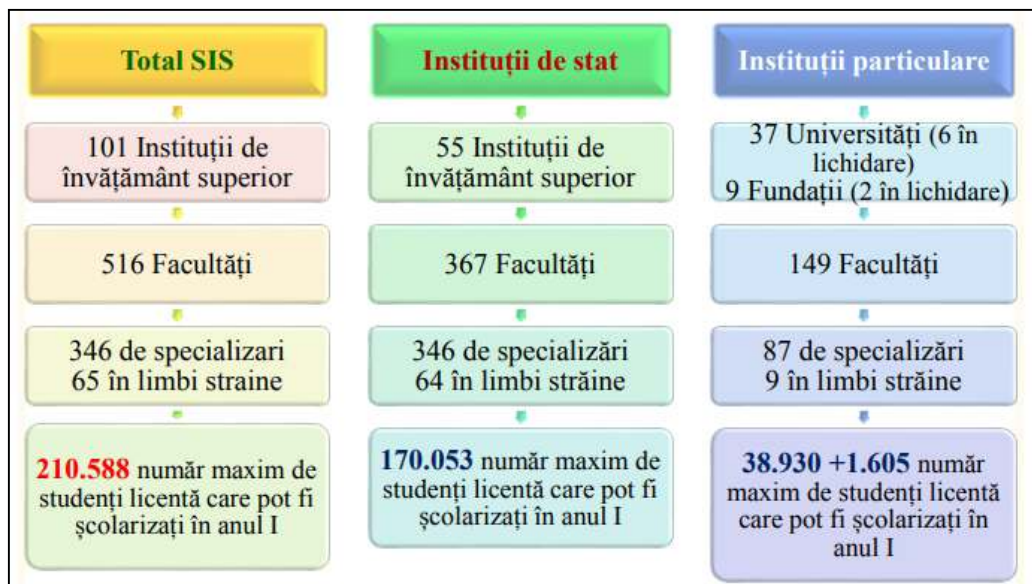 Total SIS
101 Instituții de
învățământ superior
516 Facultăți
346 de specializari
65 în limbi straine
210.588 număr maxim de
studenți licentă care pot fi
școlarizați în anul I
Instituții de stat
55 Instituții de
învățământ superior
367 Facultăți
346 de specializări
64 în limbi străine
170.053 număr maxim de
studenți licentă care pot fi
școlarizați în anul I
Instituții particulare
37 Universități (6 în
lichidare)
9 Fundații (2 în lichidare)
149 Facultăți
87 de specializări
9 în limbi străine
38.930 +1.605 număr
maxim de studenți licentă
care pot fi școlarizați în
anul I